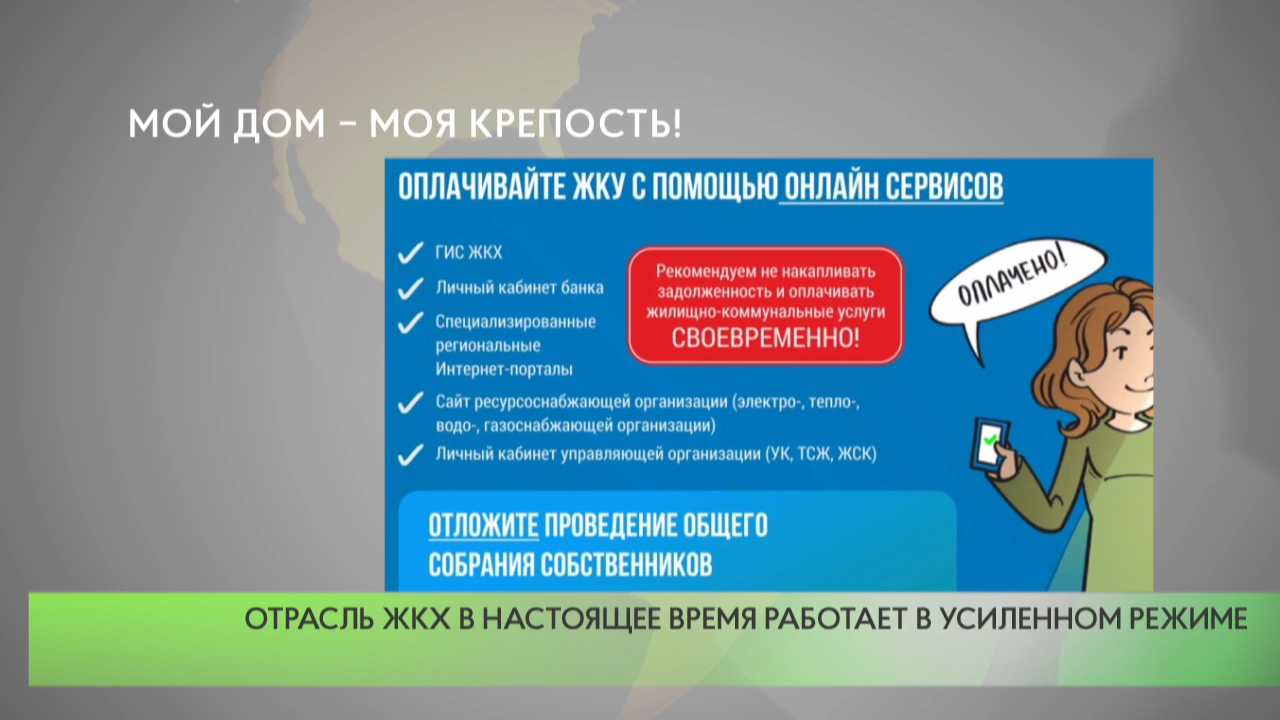 МОЙ ДОМ – МОЯ КРЕПОСТЬ!
ОПЛАЧИВАЙТЕ ЖКУ С ПОМОЩЬЮ ОНЛАЙН СЕРВИСОВ
ГИС ЖКХ
Личный кабинет банка
Специализированные
региональные
Интернет-порталы
Сайт ресурсоснабжающей организации (электро-, тепло-,
водо-, газоснабжающей организации)
Личный кабинет управляющей организации (УК, ТСЖ, ЖСК)
Рекомендуем не накапливать
задолженность и оплачивать
жилищно-коммунальные услуги
СВОЕВРЕМЕННО!
ОПЛАЧЕНО!
ОТЛОЖИТЕ ПРОВЕДЕНИЕ ОБЩЕГО
СОБРАНИЯ СОБСТВЕННИКОВ
ОТРАСЛЬ ЖКХ В НАСТОЯЩЕЕ ВРЕМЯ РАБОТАЕТ В УСИЛЕННОМ РЕЖИМЕ